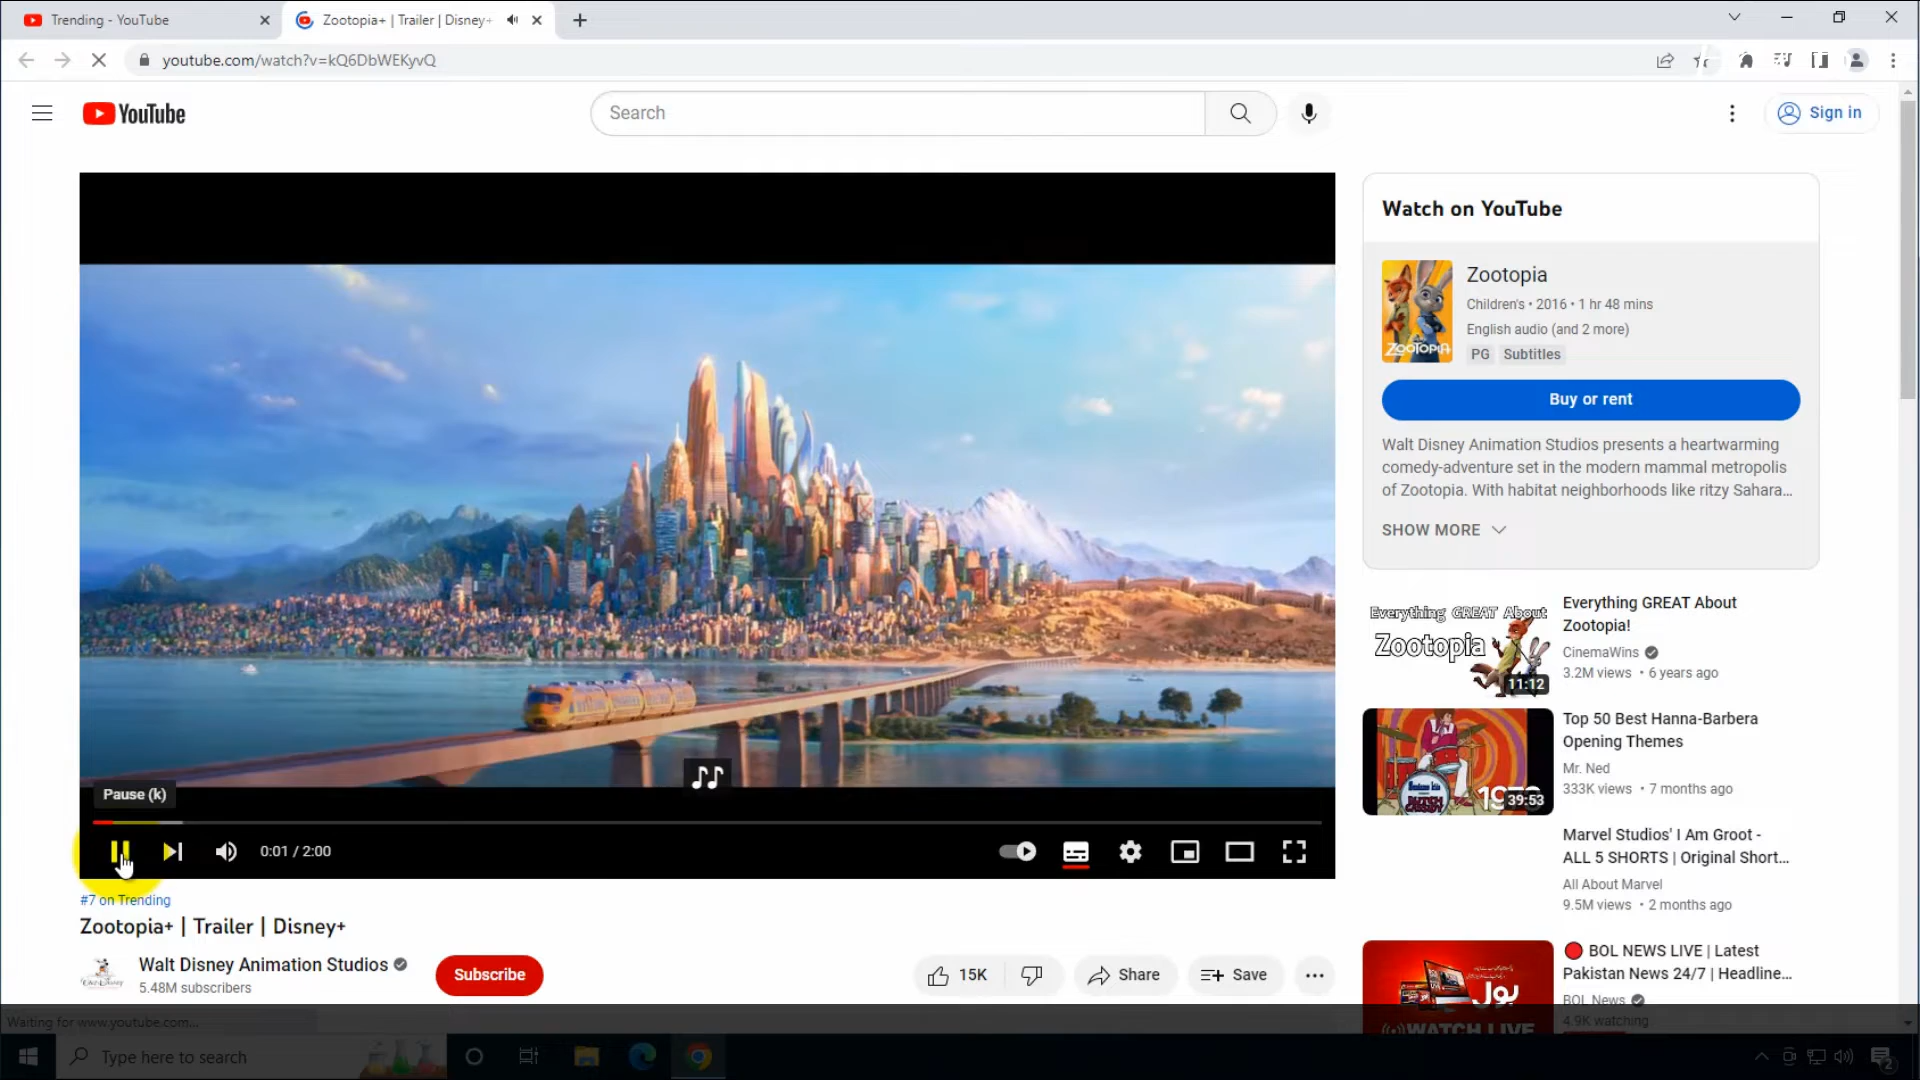 Trending - YouTube
Zootopia+ | Trailer | Disney+
youtube.com/watch?v=kQ6DbWEKyvQ
YouTube
Search
Sign in
Watch on YouTube
Zootopia
Children's • 2016 • 1 hr 48 mins
English audio (and 2 more)
PG Subtitles
ZOOTOPIA
Buy or rent
Walt Disney Animation Studios presents a heartwarming
comedy-adventure set in the modern mammal metropolis
of Zootopia. With habitat neighborhoods like ritzy Sahara...
SHOW MORE
Everything GREAT About
Zootopia
11:12
Everything GREAT About
Zootopia!
CinemaWins
3.2M views • 6 years ago
39:53
Top 50 Best Hanna-Barbera
Opening Themes
Mr. Ned
333K views • 7 months ago
Marvel Studios' I Am Groot -
ALL 5 SHORTS | Original Short...
All About Marvel
9.5M views • 2 months ago
بول
WATCH LIVE
BOL NEWS LIVE | Latest
Pakistan News 24/7 | Headline...
BOL News
4.9K watching
Pause (k)
0:01 / 2:00
#7 on Trending
Zootopia+ | Trailer | Disney+
Walt Disney Animation Studios
5.48M subscribers
Subscribe
15K
Share
Save
Waiting for www.youtube.com...
Type here to search
2